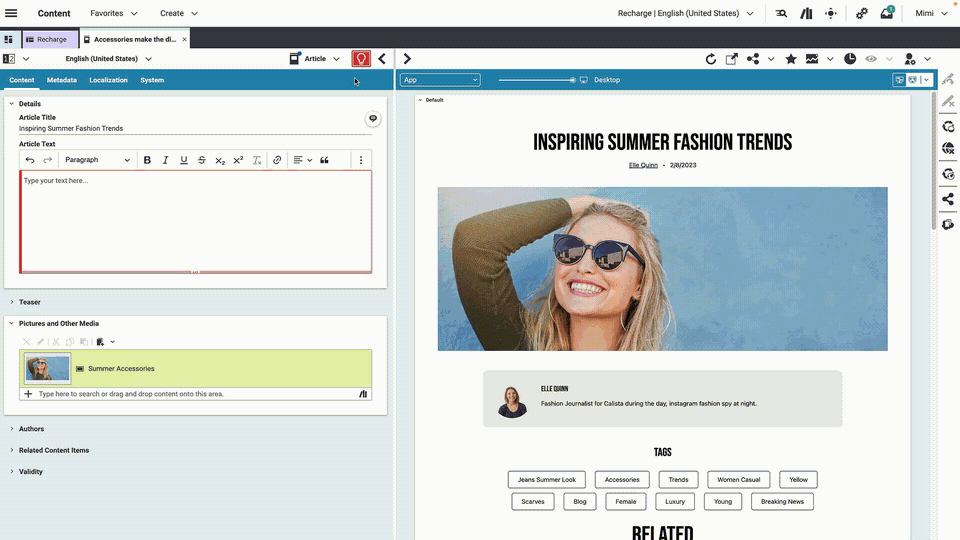 Content
Favorites
Create
Recharge | English (United States)
1
Mimi
Recharge
Accessories make the di...
English (United States)
Article
Content
Metadata
Localization
System
App
Desktop
Details
Article Title
Inspiring Summer Fashion Trends
Article Text
Paragraph
B I U S X₂ X² Tx
Type your text here...
Teaser
Pictures and Other Media
Summer Accessories
Type here to search or drag and drop content onto this area.
Authors
Related Content Items
Validity
Default
INSPIRING SUMMER FASHION TRENDS
Elle Quinn • 2/8/2023
ELLE QUINN
Fashion Journalist for Calista during the day, instagram fashion spy at night.
TAGS
Jeans Summer Look
Accessories
Trends
Women Casual
Yellow
Scarves
Blog
Female
Luxury
Young
Breaking News
RELATED